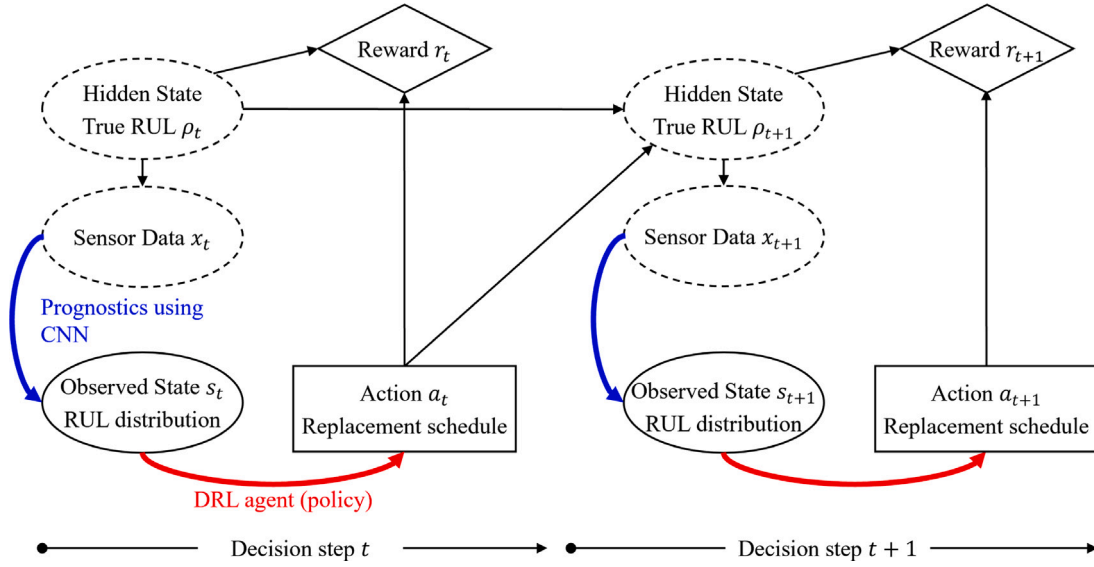 Reward r_t
Hidden State
True RUL ρ_t
Sensor Data x_t
Prognostics using
CNN
Observed State s_t
RUL distribution
Action a_t
Replacement schedule
DRL agent (policy)
Decision step t
Reward r_{t+1}
Hidden State
True RUL ρ_{t+1}
Sensor Data x_{t+1}
Observed State s_{t+1}
RUL distribution
Action a_{t+1}
Replacement schedule
Decision step t + 1